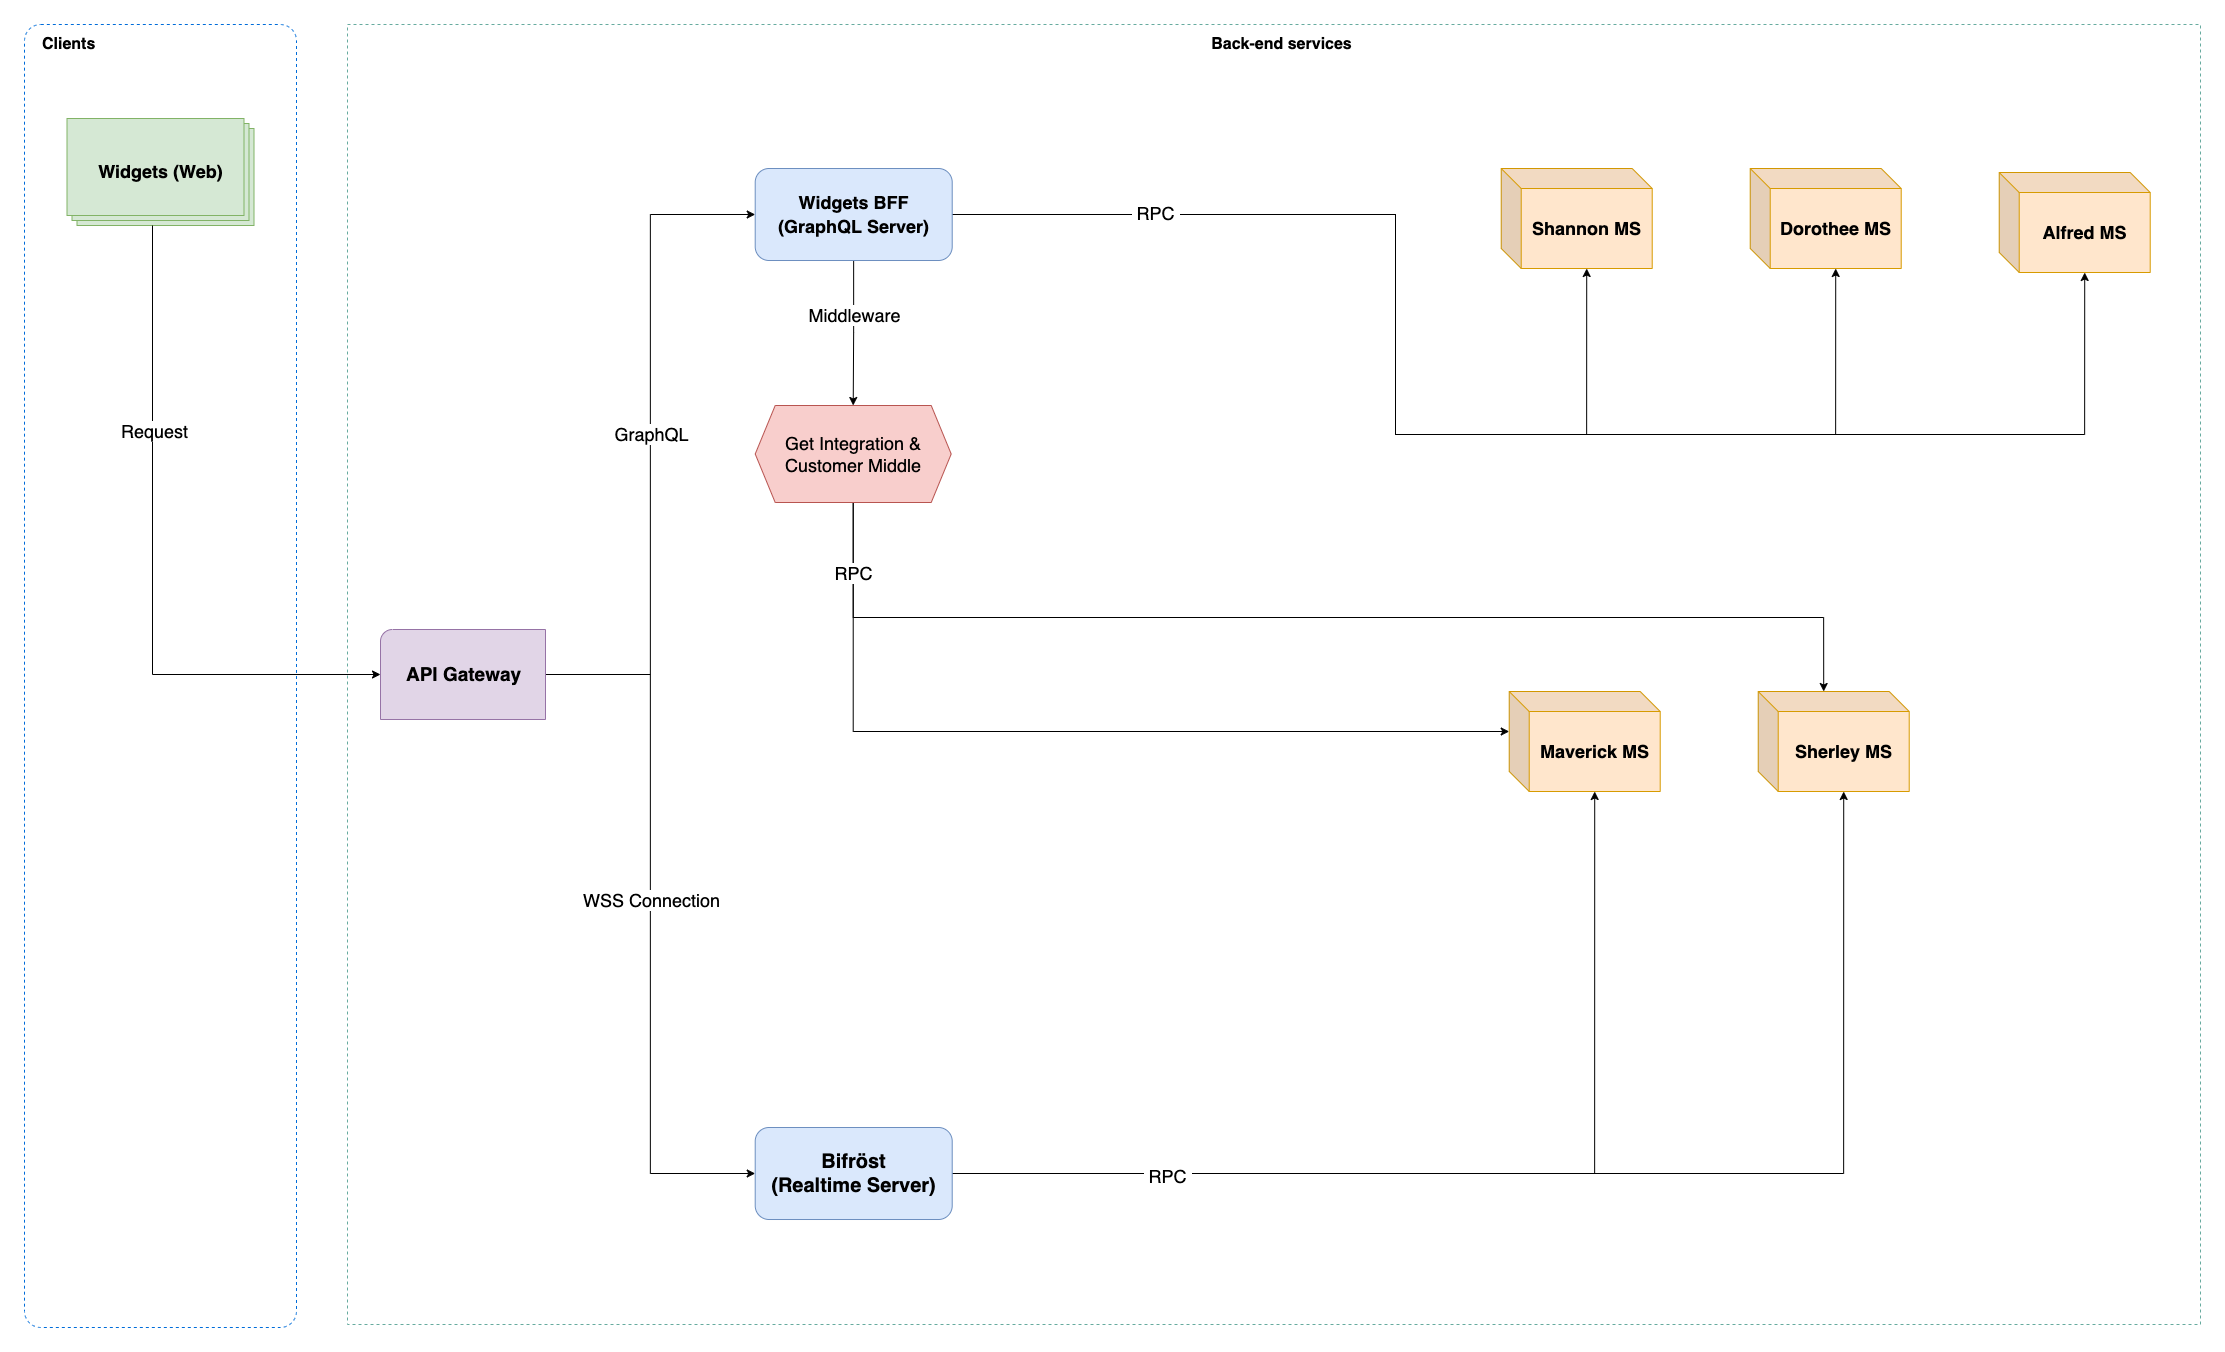 Clients
Back-end services
Widgets (Web)
Widgets BFF
(GraphQL Server)
RPC
Shannon MS
Dorothee MS
Alfred MS
Middleware
Request
GraphQL
Get Integration &
Customer Middle
RPC
API Gateway
Maverick MS
Sherley MS
WSS Connection
Bifröst
(Realtime Server)
RPC